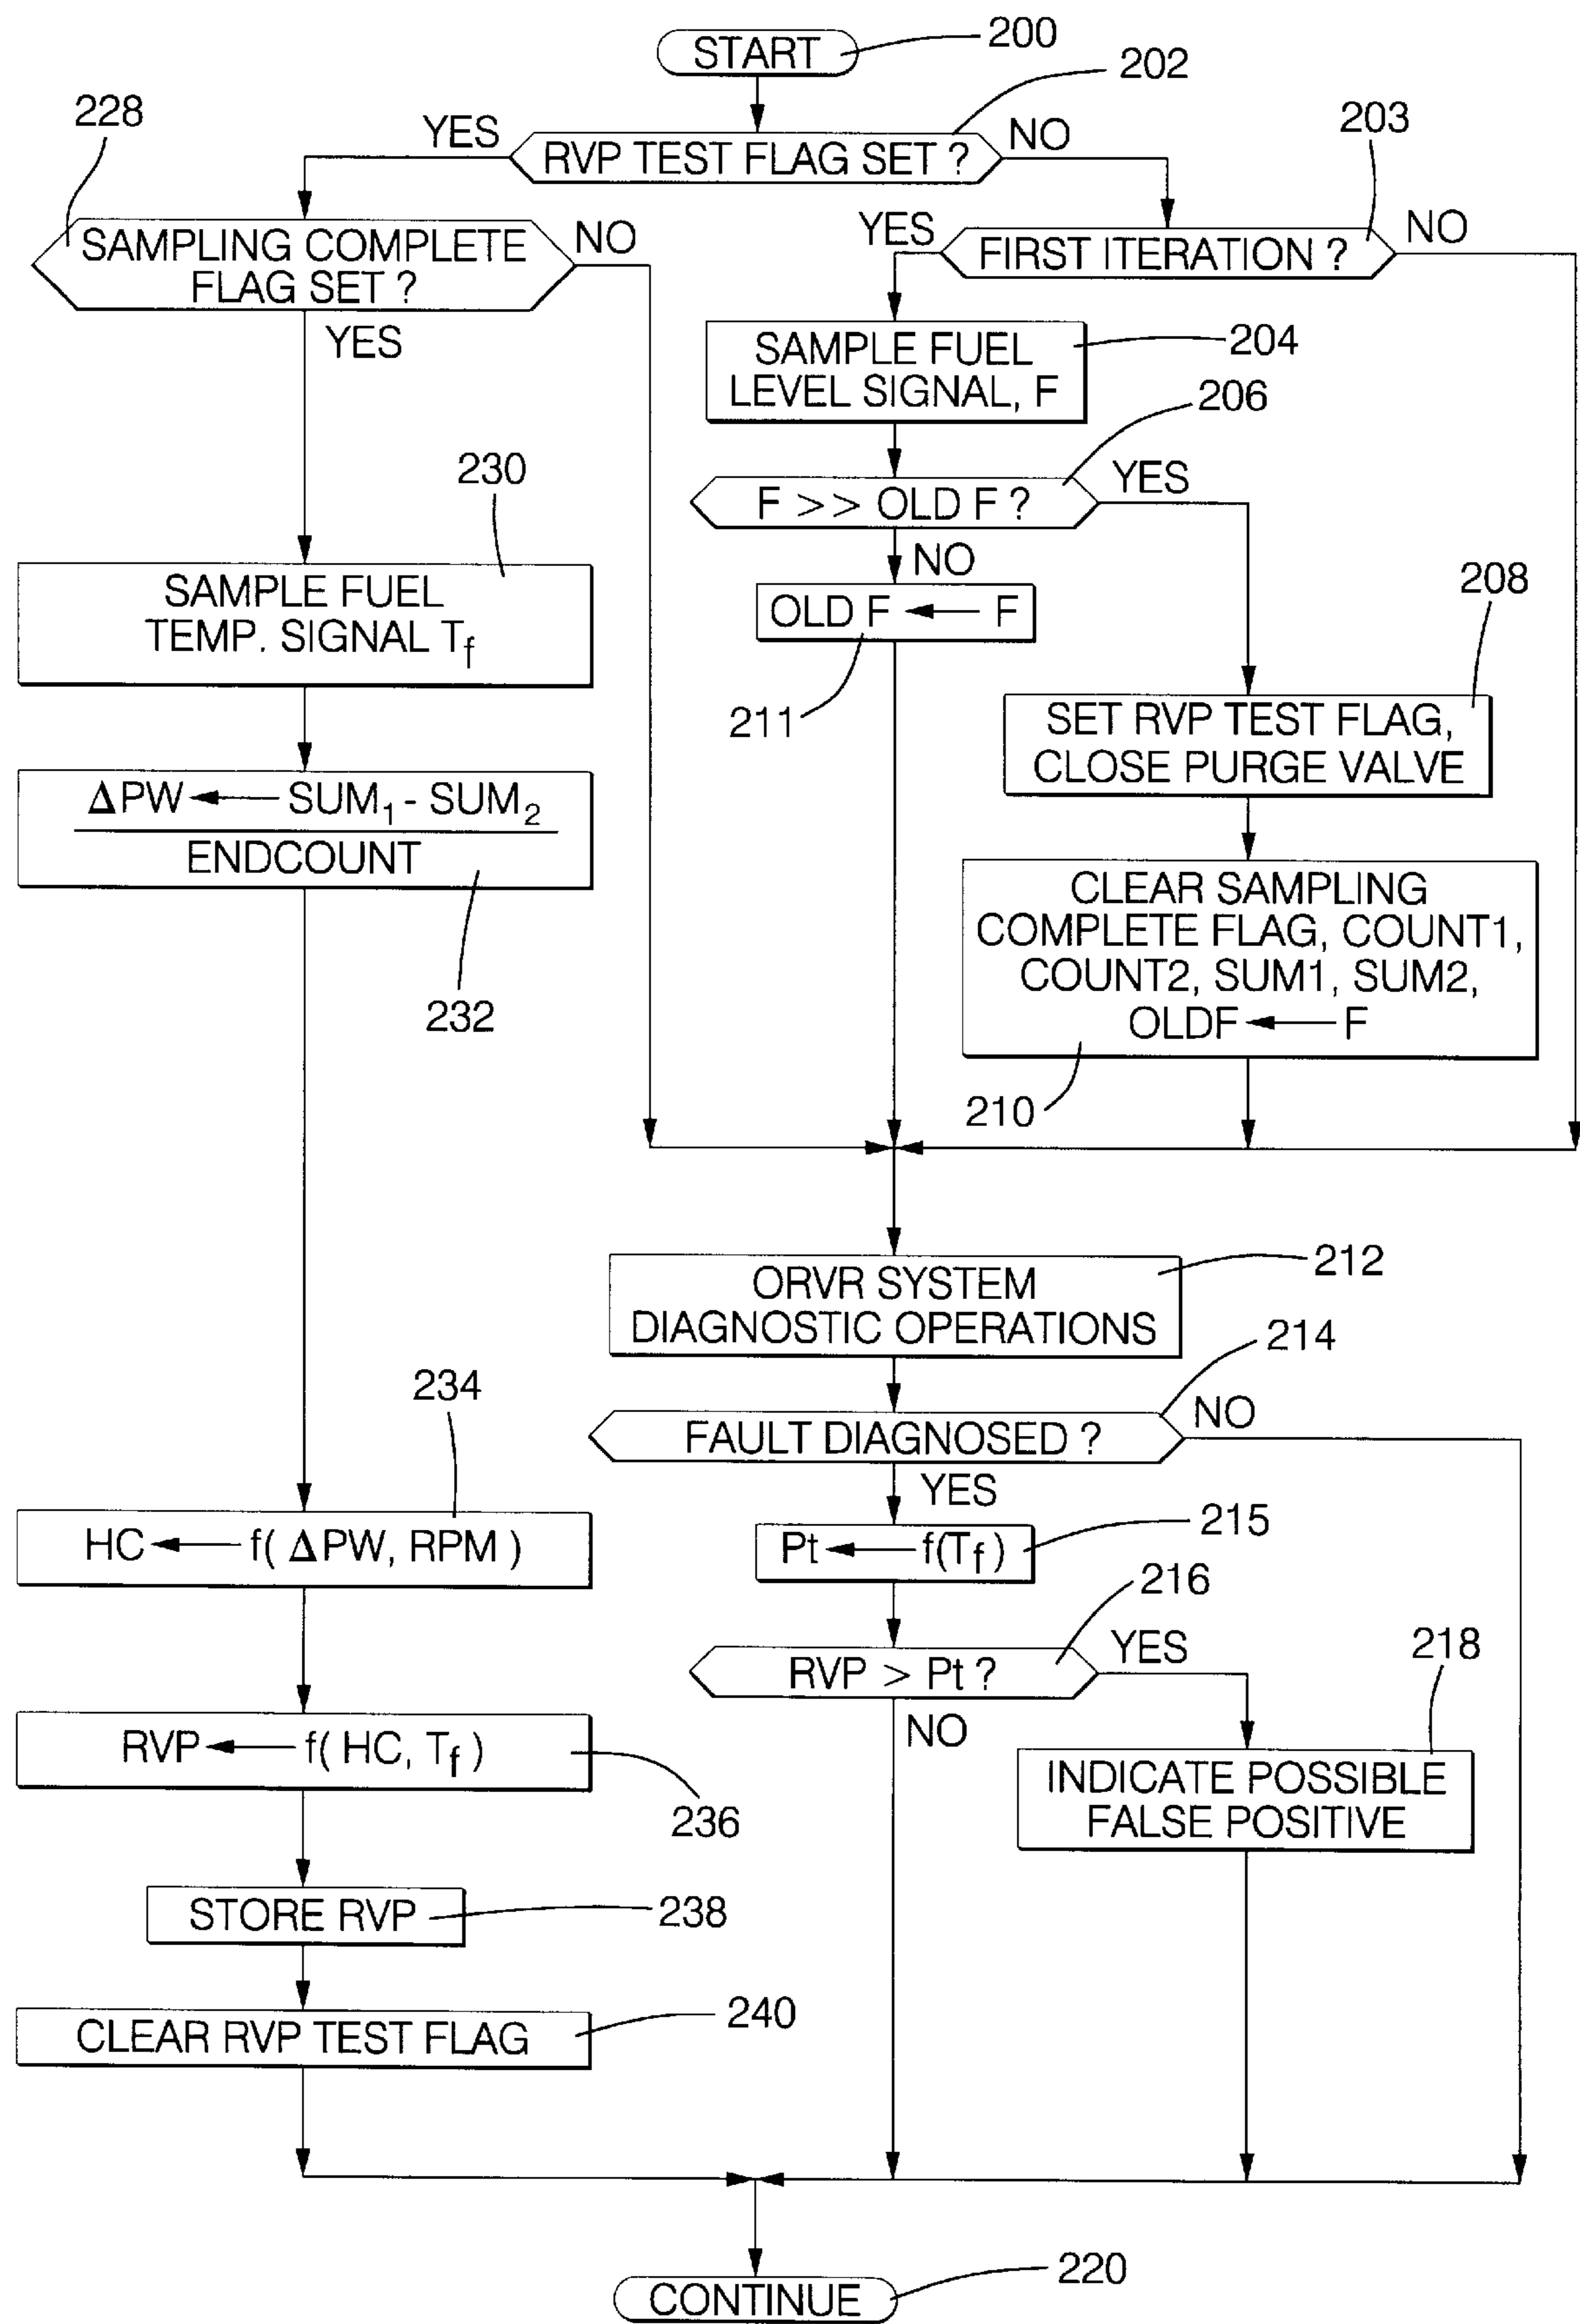 START
200
202
228
YES
RVP TEST FLAG SET ?
NO
203
SAMPLING COMPLETE
FLAG SET ?
NO
YES
YES
FIRST ITERATION ?
NO
SAMPLE FUEL
LEVEL SIGNAL, F
204
206
F >> OLD F ?
YES
NO
230
SAMPLE FUEL
TEMP. SIGNAL Tf
OLD F ← F
211
208
SET RVP TEST FLAG,
CLOSE PURGE VALVE
ΔPW ← SUM1 - SUM2
ENDCOUNT
232
CLEAR SAMPLING
COMPLETE FLAG, COUNT1,
COUNT2, SUM1, SUM2,
OLDF ← F
210
ORVR SYSTEM
DIAGNOSTIC OPERATIONS
212
214
FAULT DIAGNOSED ?
NO
YES
234
HC ← f( ΔPW, RPM )
Pt ← f(Tf )
215
216
RVP > Pt ?
YES
NO
218
INDICATE POSSIBLE
FALSE POSITIVE
RVP ← f( HC, Tf )
236
STORE RVP
238
CLEAR RVP TEST FLAG
240
CONTINUE
220